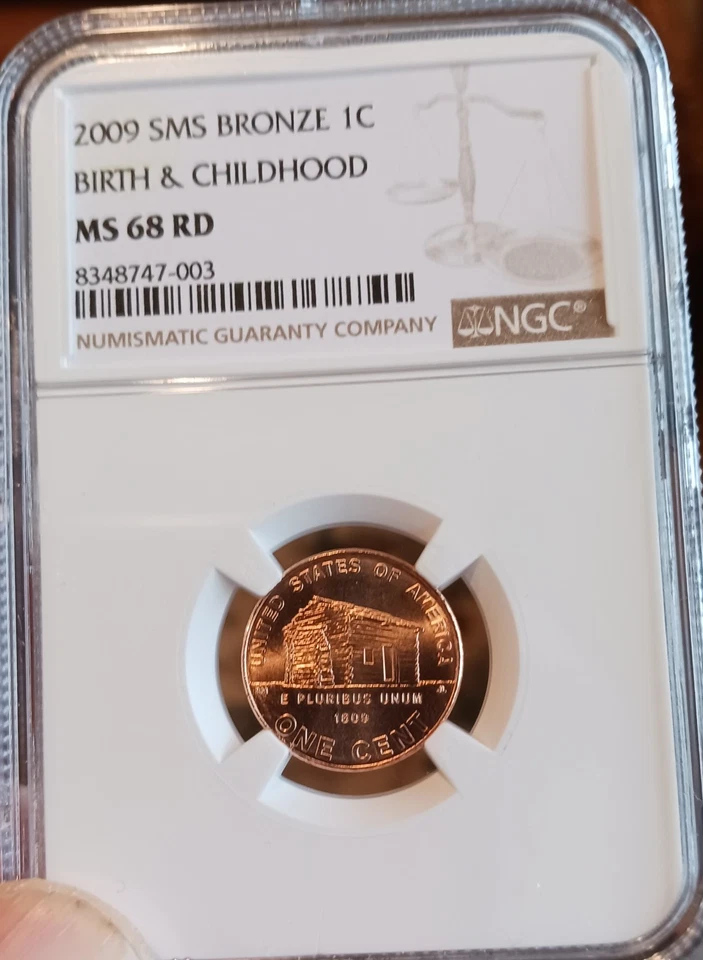 2009 SMS BRONZE 1C
BIRTH & CHILDHOOD
MS 68 RD
8348747-003
NUMISMATIC GUARANTY COMPANY
NGC®
UNITED STATES OF AMERICA
E PLURIBUS UNUM
1809
ONE CENT